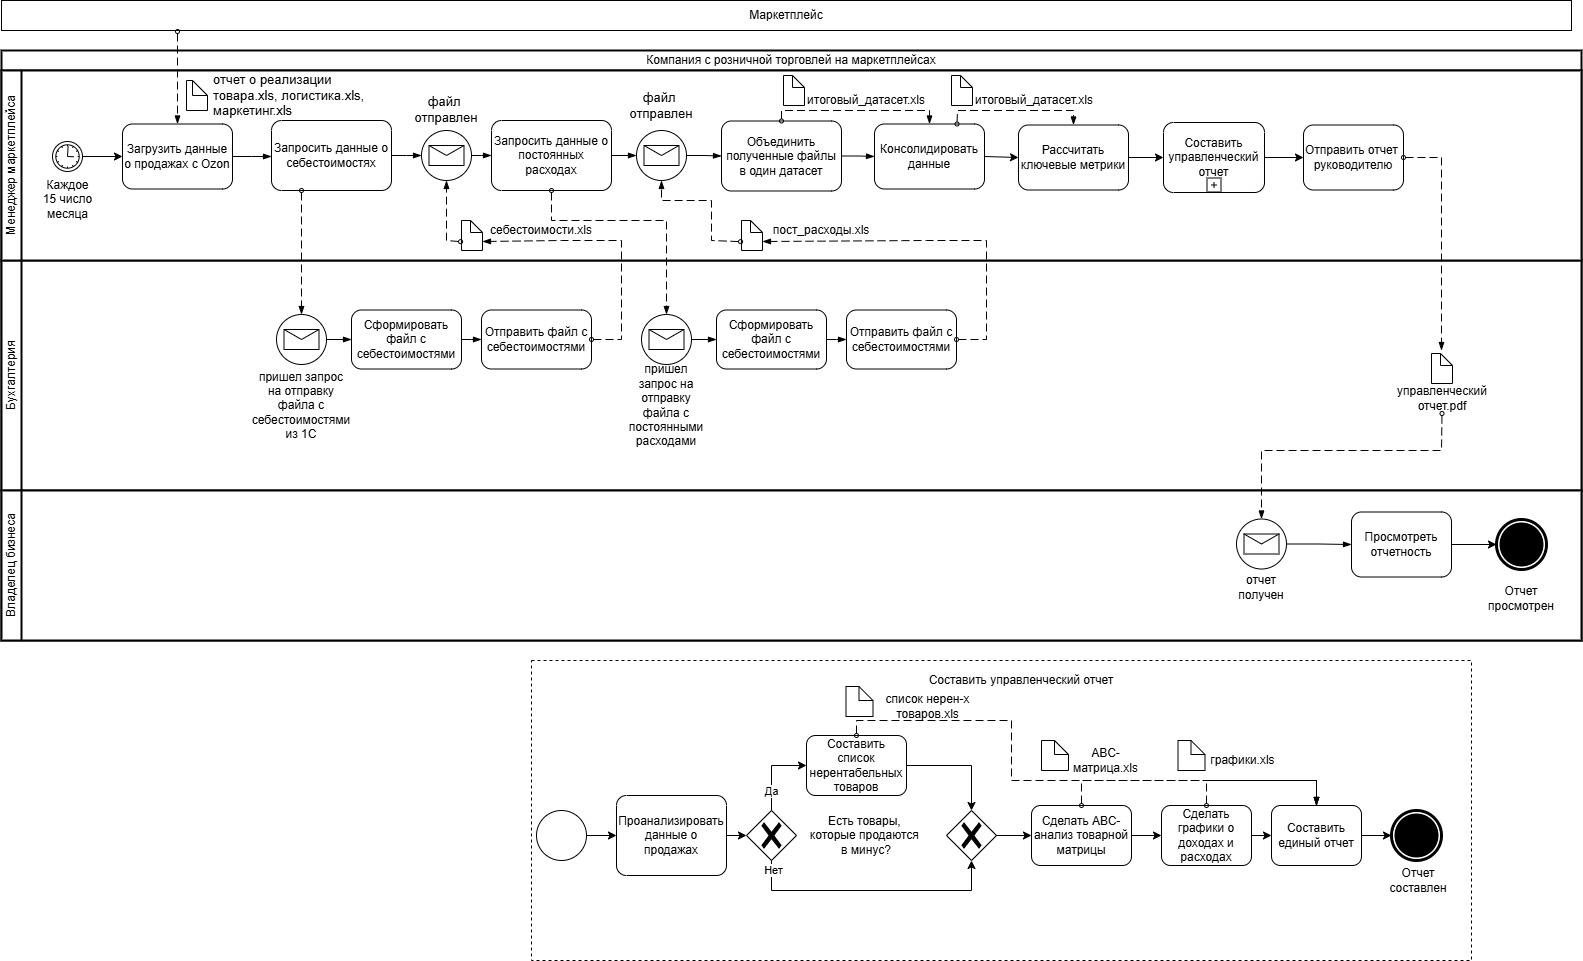 Маркетплейс
Компания с розничной торговлей на маркетплейсах
Менеджер маркетплейса
отчет о реализации
товара.xls, логистика.xls,
маркетинг.xls
Каждое
15 число
месяца
Загрузить данные
о продажах с Ozon
Запросить данные о
себестоимостях
файл
отправлен
Запросить данные о
постоянных
расходах
файл
отправлен
итоговый_датасет.xls
Объединить
полученные файлы
в один датасет
итоговый_датасет.xls
Консолидировать
данные
Рассчитать
ключевые метрики
Составить
управленческий
отчет
Отправить отчет
руководителю
себестоимости.xls
пост_расходы.xls
Бухгалтерия
пришел запрос
на отправку
файла с
себестоимостями
из 1С
Сформировать
файл с
себестоимостями
Отправить файл с
себестоимостями
пришел
запрос на
отправку
файла с
постоянными
расходами
Сформировать
файл с
себестоимостями
Отправить файл с
себестоимостями
управленческий
отчет.pdf
Владелец бизнеса
отчет
получен
Просмотреть
отчетность
Отчет
просмотрен
Составить управленческий отчет
список нерен-х
товаров.xls
Проанализировать
данные о
продажах
Да
Нет
Есть товары,
которые продаются
в минус?
Составить
список
нерентабельных
товаров
ABC-
матрица.xls
графики.xls
Сделать ABC-
анализ товарной
матрицы
Сделать
графики о
доходах и
расходах
Составить
единый отчет
Отчет
составлен